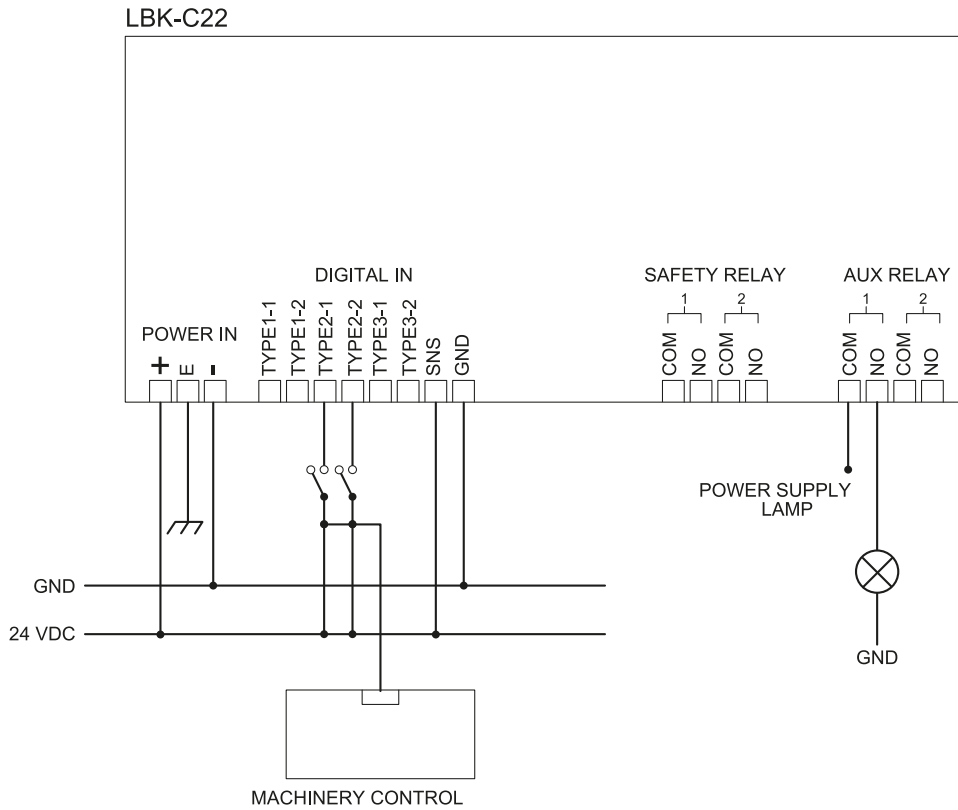 LBK-C22
DIGITAL IN
SAFETY RELAY
AUX RELAY
1
2
1
2
POWER IN
+
E
-
TYPE1-1
TYPE1-2
TYPE2-1
TYPE2-2
TYPE3-1
TYPE3-2
SNS
GND
COM
NO
COM
NO
COM
NO
COM
NO
POWER SUPPLY
LAMP
GND
24 VDC
GND
MACHINERY CONTROL